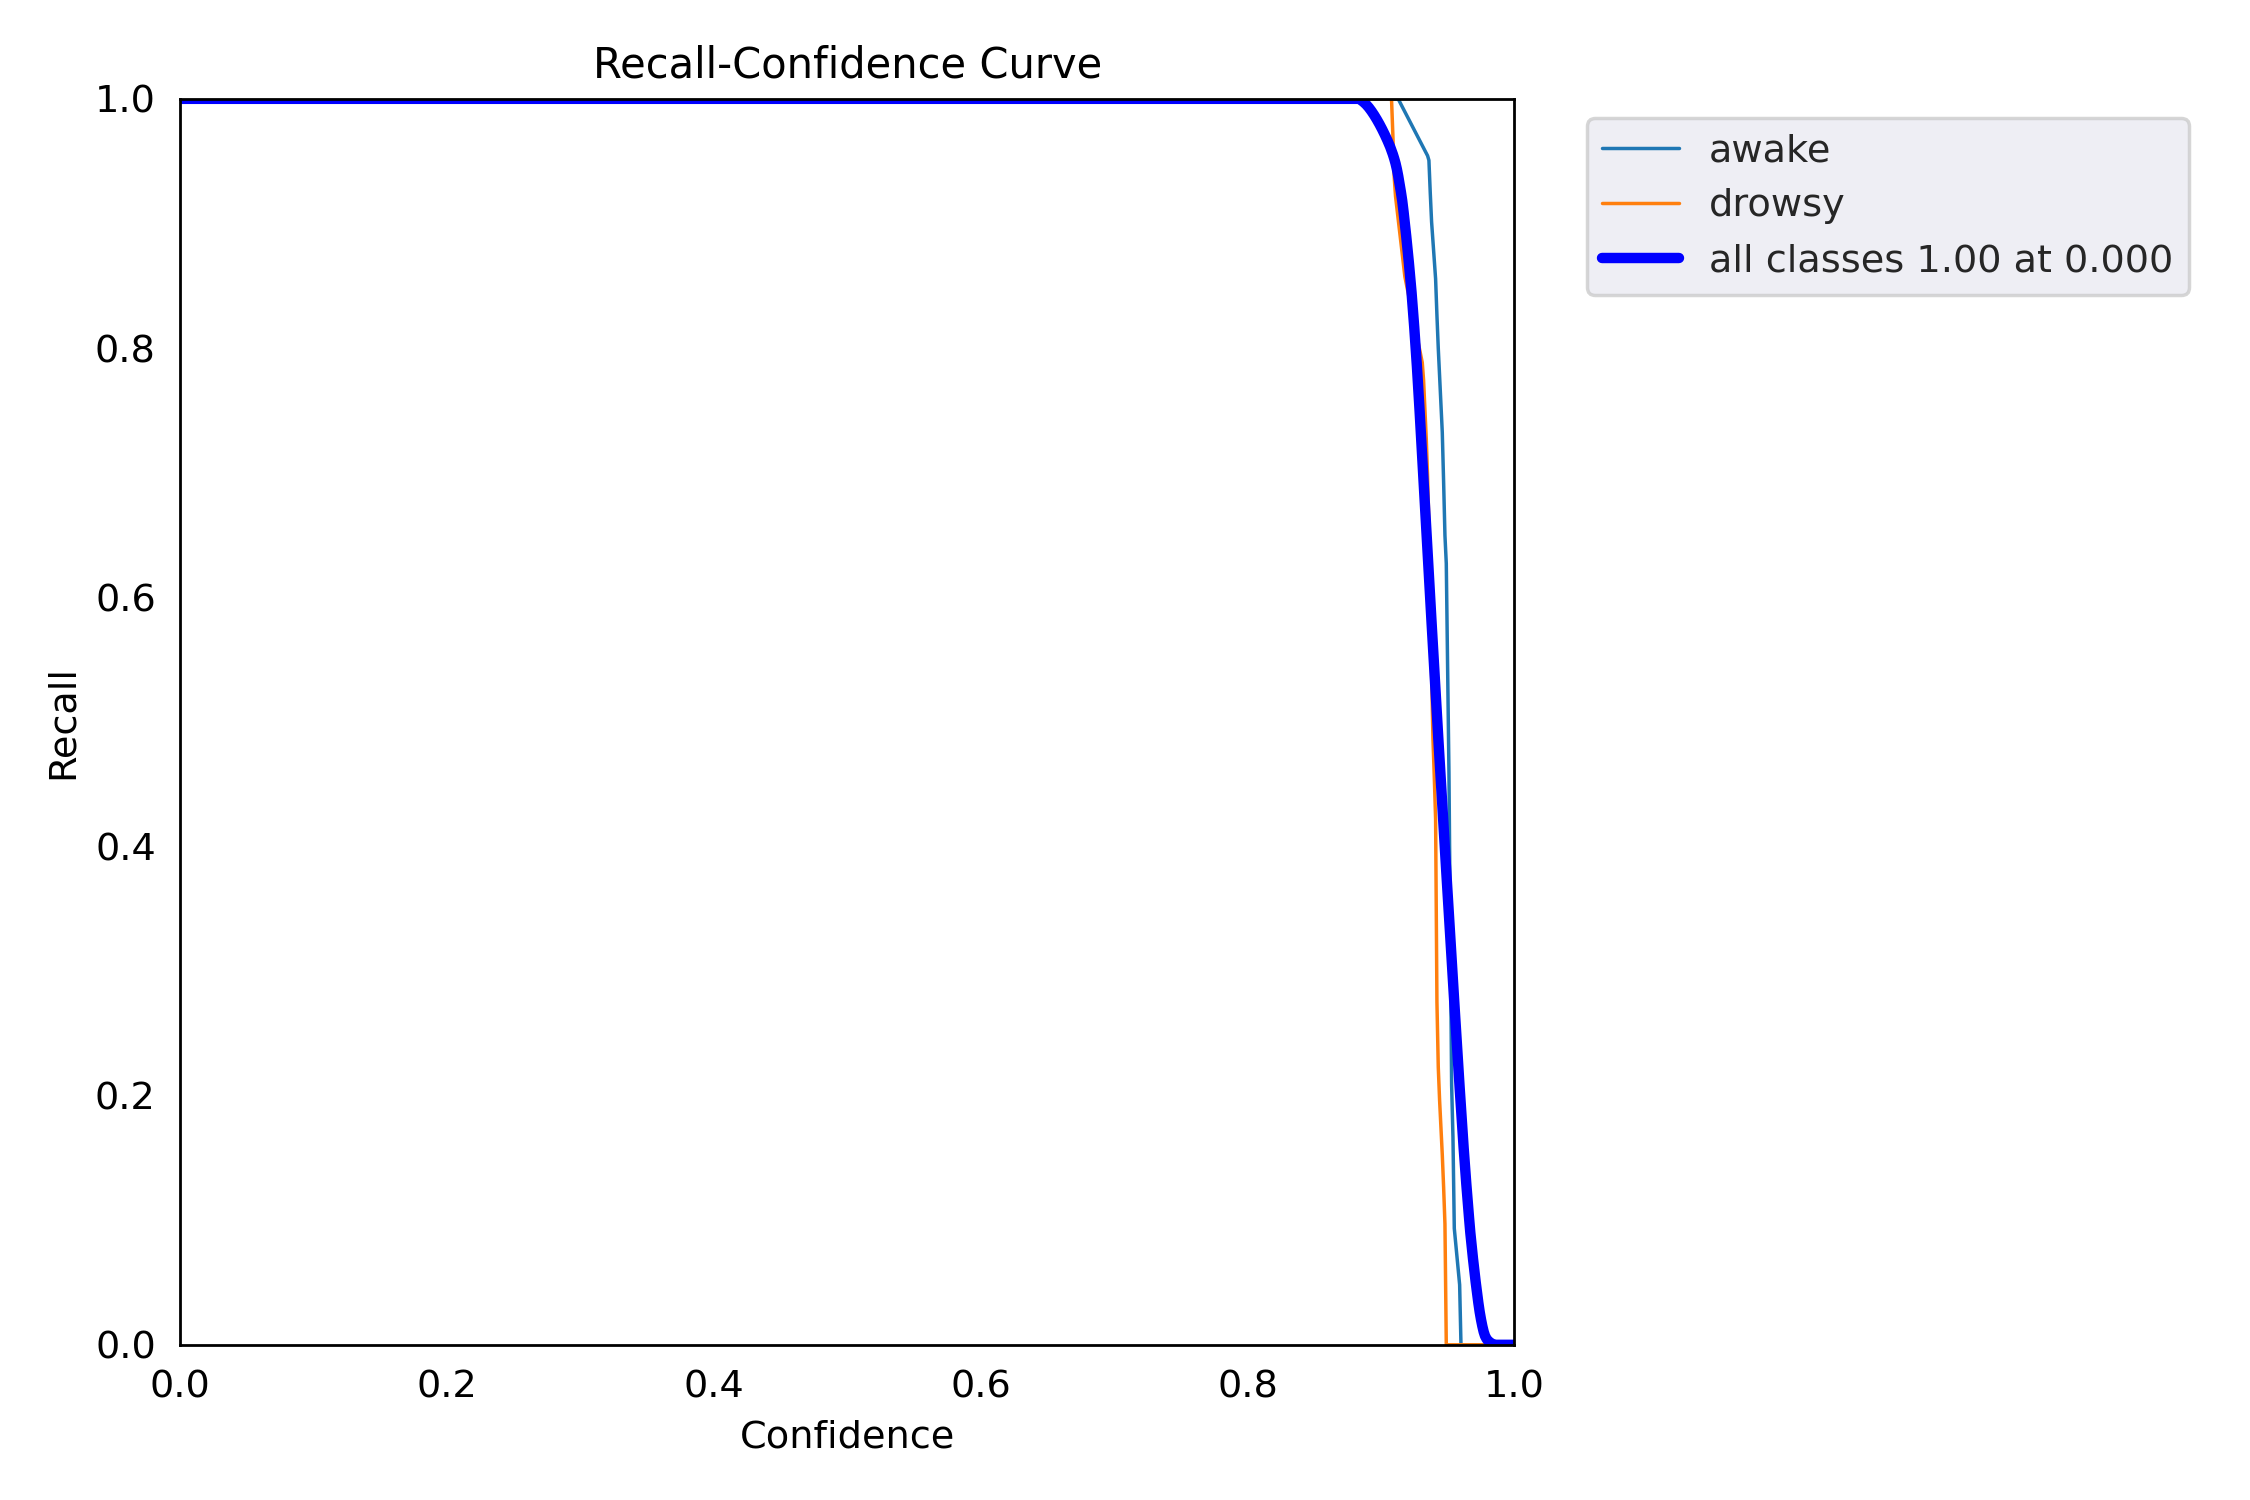 Recall-Confidence Curve
1.0
0.8
0.6
0.4
0.2
0.0
Recall
0.0 0.2 0.4 0.6 0.8 1.0
Confidence
awake
drowsy
all classes 1.00 at 0.000